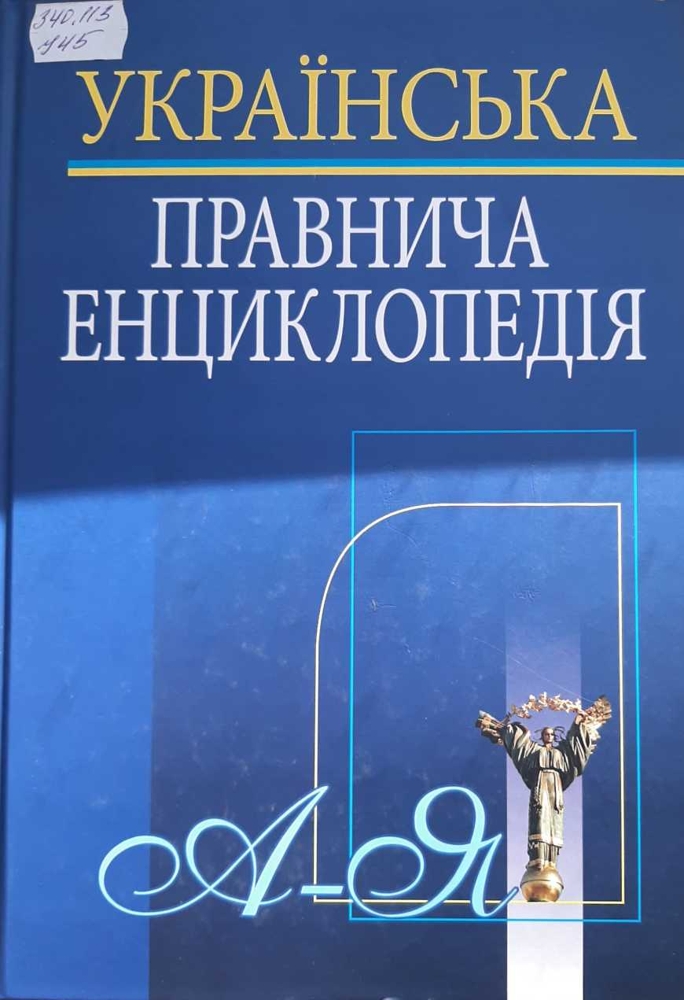 340.113
У45
УКРАЇНСЬКА
ПРАВНИЧА
ЕНЦИКЛОПЕДІЯ
А-Я